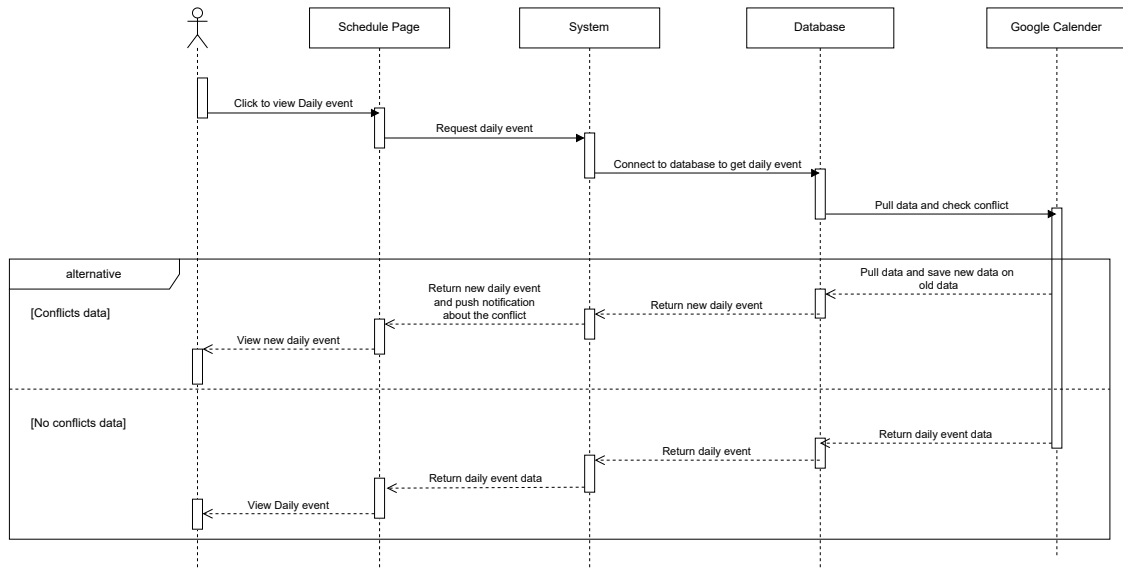 Schedule Page
System
Database
Google Calender
Click to view Daily event
Request daily event
Connect to database to get daily event
Pull data and check conflict
alternative
[Conflicts data]
Pull data and save new data on
old data
Return new daily event
Return new daily event
and push notification
about the conflict
View new daily event
[No conflicts data]
Return daily event data
Return daily event
Return daily event data
View Daily event